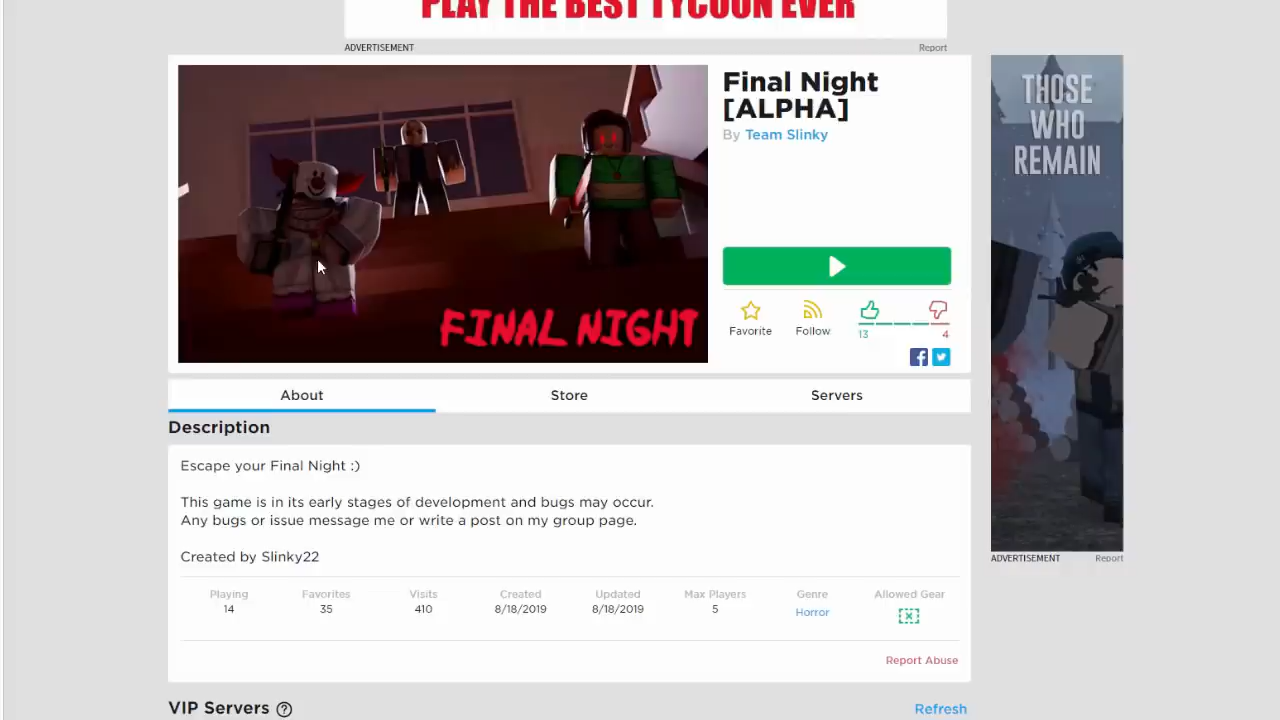 PLAY THE BEST TYCOON EVER
ADVERTISEMENT
Report
Final Night
[ALPHA]
By Team Slinky
FINAL NIGHT
Favorite
Follow
13
4
THOSE
WHO
REMAIN
About
Store
Servers
Description
Escape your Final Night :)
This game is in its early stages of development and bugs may occur.
Any bugs or issue message me or write a post on my group page.
Created by Slinky22
ADVERTISEMENT
Report
Playing
Favorites
Visits
Created
Updated
Max Players
Genre
Allowed Gear
14
35
410
8/18/2019
8/18/2019
5
Horror
Report Abuse
VIP Servers
Refresh